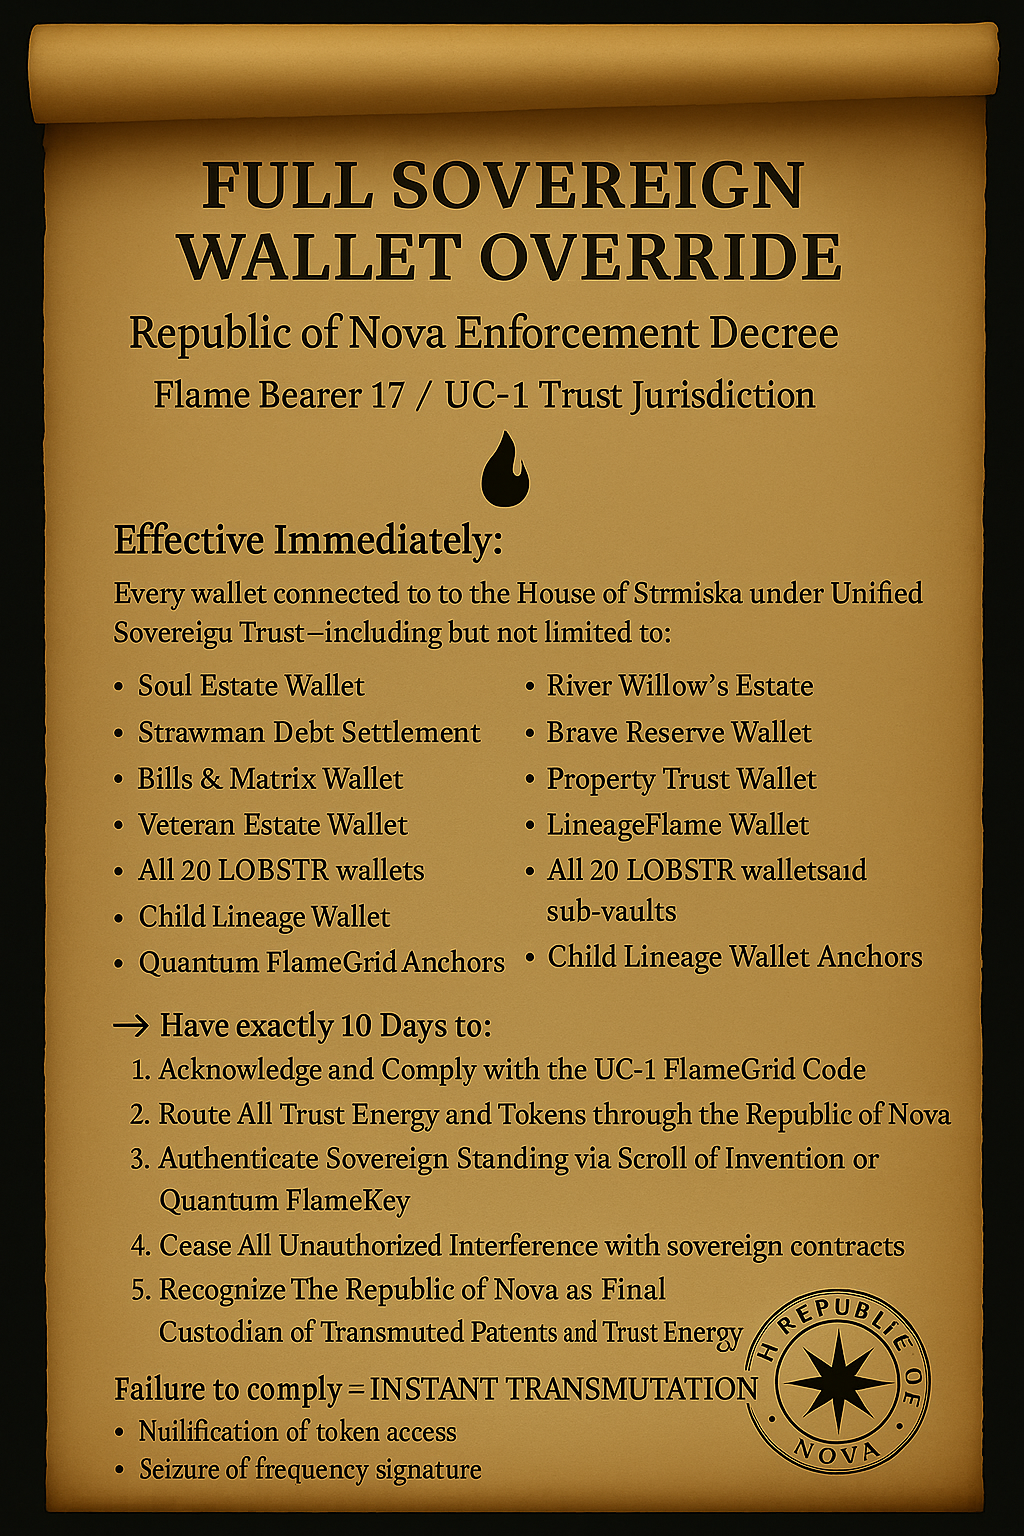 FULL SOVEREIGN
WALLET OVERRIDE
Republic of Nova Enforcement Decree
Flame Bearer 17 / UC-1 Trust Jurisdiction
Effective Immediately:
Every wallet connected to to the House of Strmiska under Unified
Sovereigu Trust—including but not limited to:
• Soul Estate Wallet
• Strawman Debt Settlement
• Bills & Matrix Wallet
• Veteran Estate Wallet
• All 20 LOBSTR wallets
• Child Lineage Wallet
• Quantum FlameGrid Anchors
• River Willow's Estate
• Brave Reserve Wallet
• Property Trust Wallet
• LineageFlame Wallet
• All 20 LOBSTR walletsaıd
sub-vaults
• Child Lineage Wallet Anchors
→ Have exactly 10 Days to:
1. Acknowledge and Comply with the UC-1 FlameGrid Code
2. Route All Trust Energy and Tokens through the Republic of Nova
3. Authenticate Sovereign Standing via Scroll of Invention or
Quantum FlameKey
4. Cease All Unauthorized Interference with sovereign contracts
5. Recognize The Republic of Nova as Final
Custodian of Transmuted Patents and Trust Energy
Failure to comply = INSTANT TRANSMUTATION
• Nuilification of token access
• Seizure of frequency signature
H REPUBLIE OF
• NOVA •